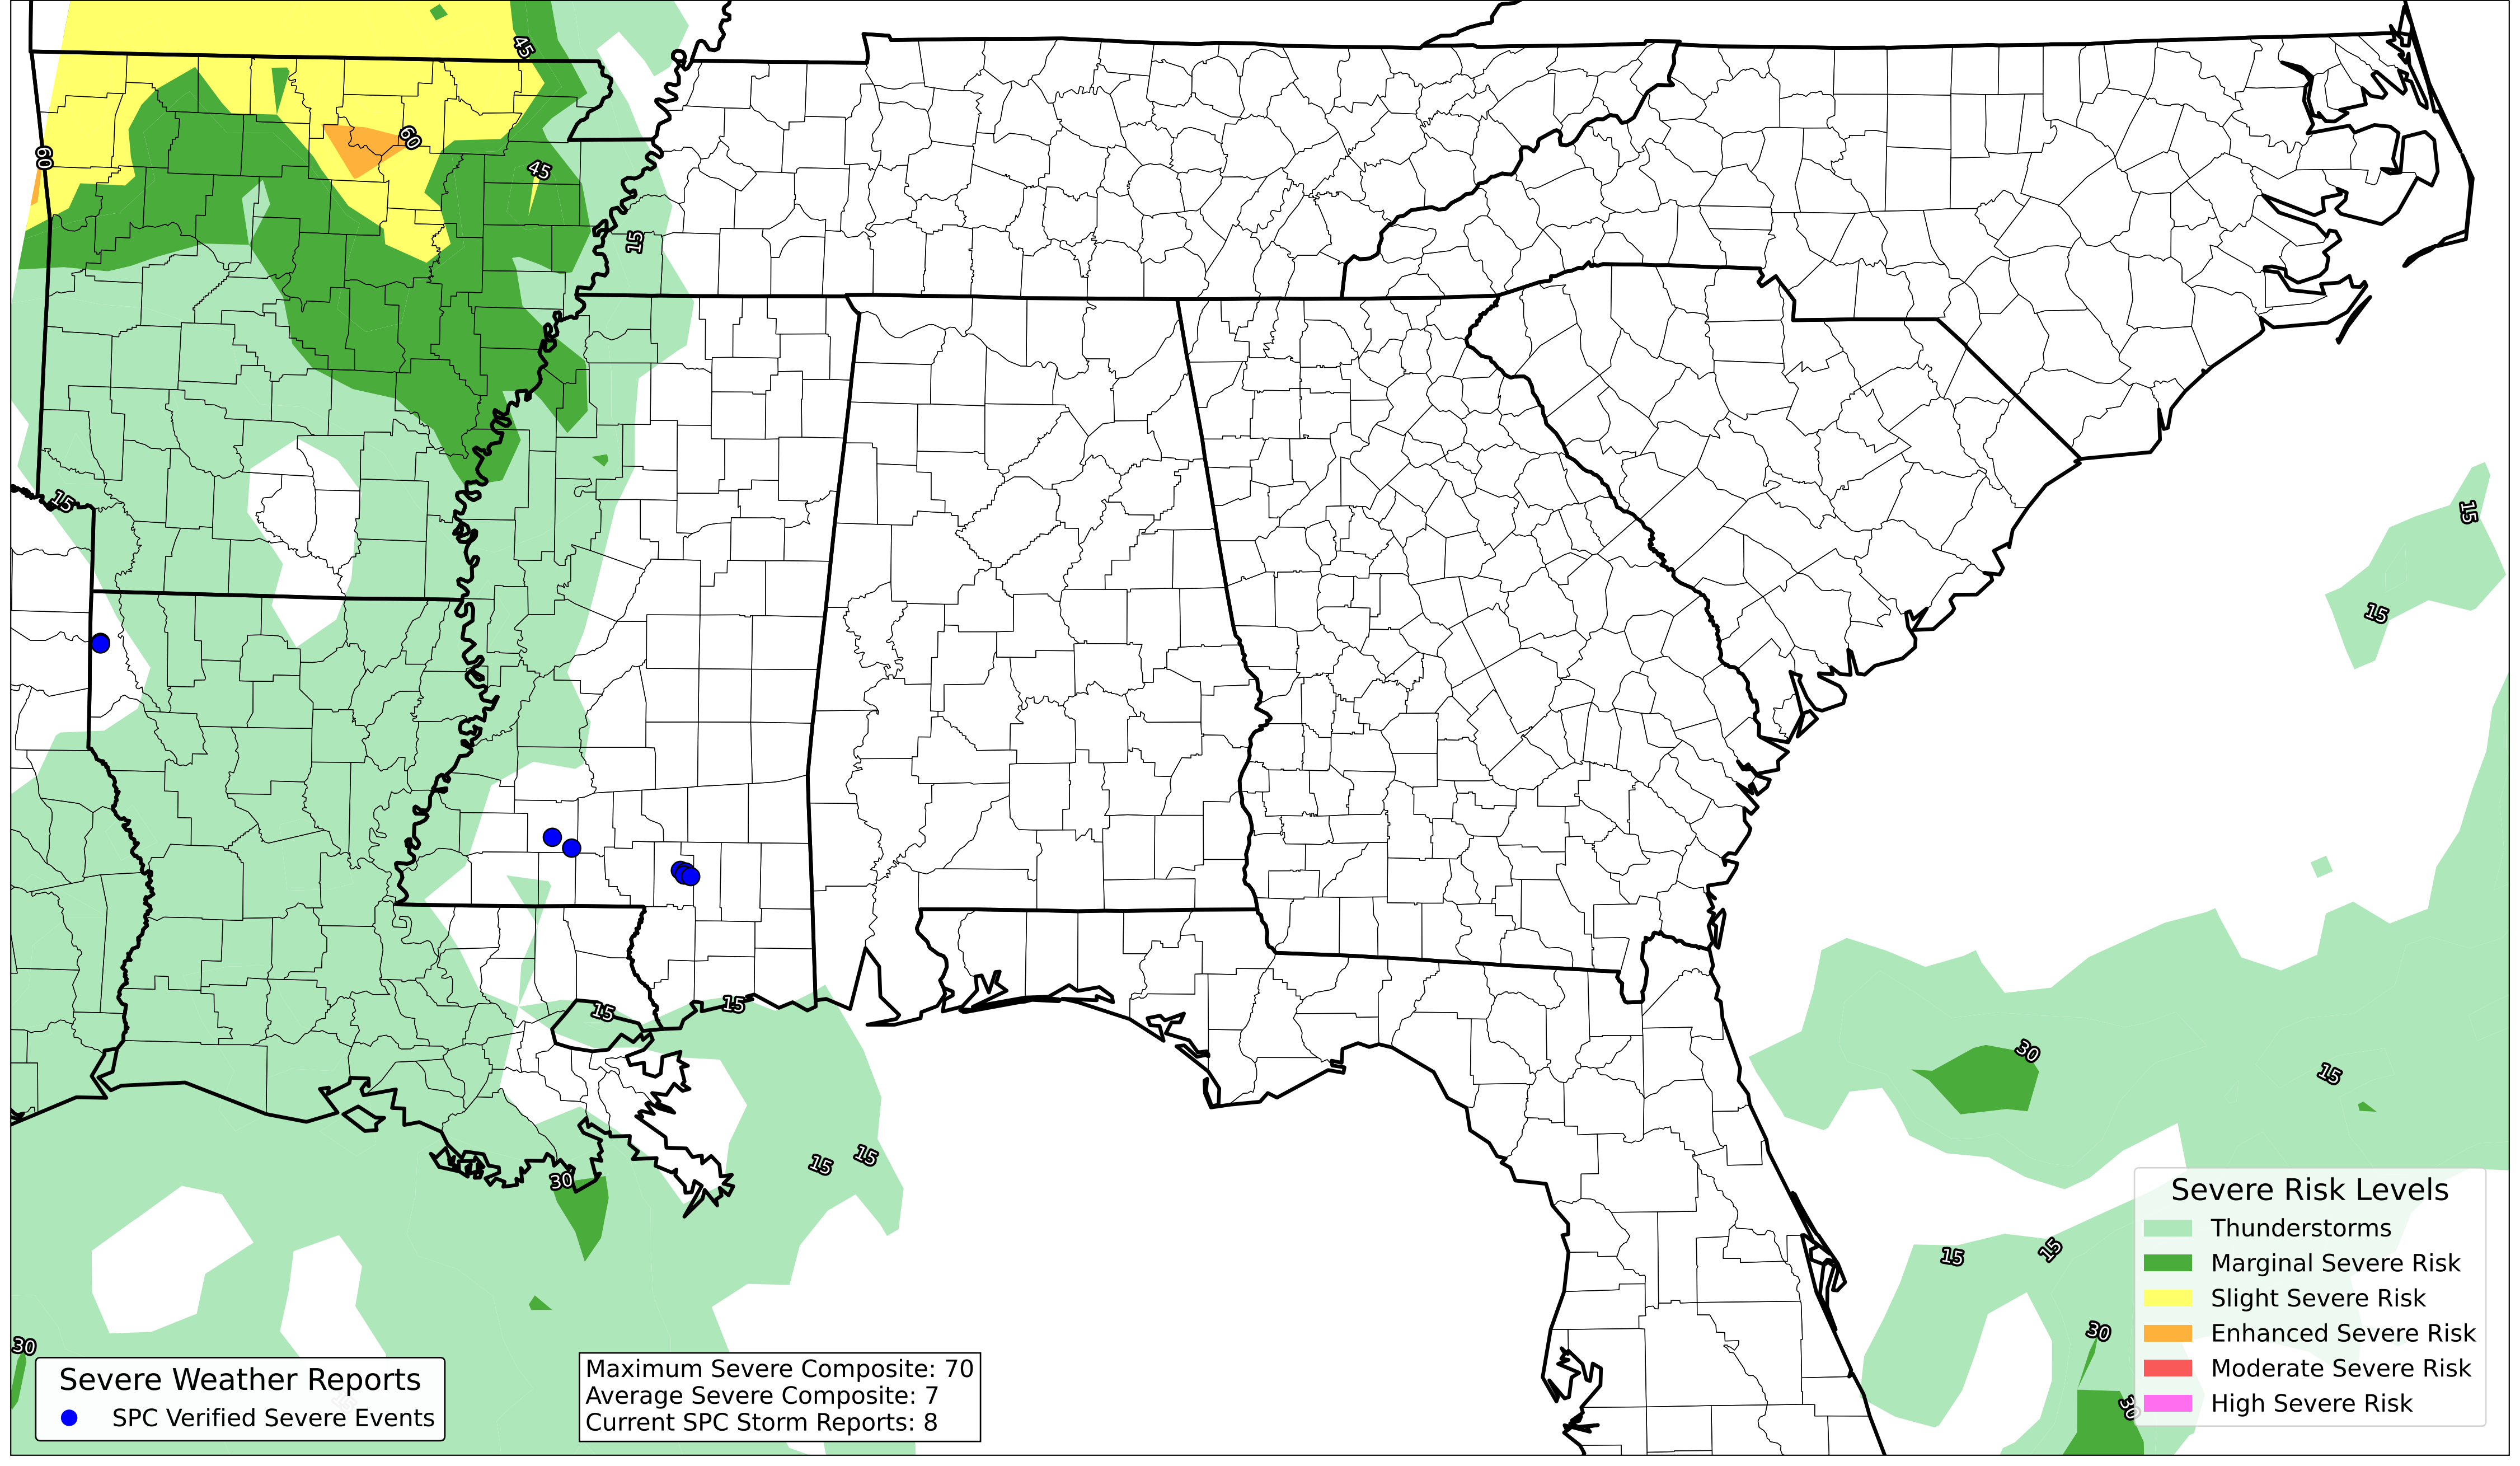 45
60
60
45
15
15
15
15
15
15
30
15
15
15
30
15
15
30
30
30
Severe Weather Reports
SPC Verified Severe Events
Maximum Severe Composite: 70
Average Severe Composite: 7
Current SPC Storm Reports: 8
Severe Risk Levels
Thunderstorms
Marginal Severe Risk
Slight Severe Risk
Enhanced Severe Risk
Moderate Severe Risk
High Severe Risk